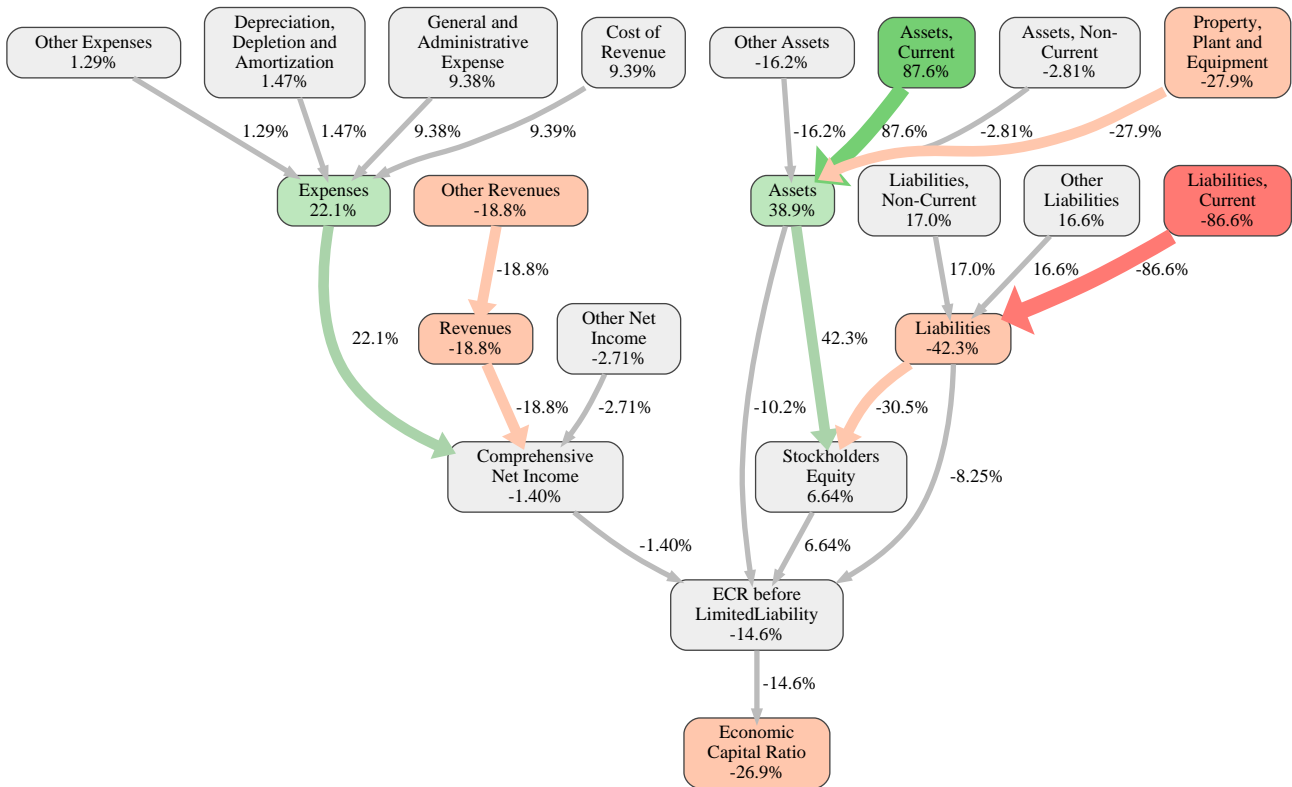 Other Expenses
1.29%
Depreciation,
Depletion and
Amortization
1.47%
General and
Administrative
Expense
9.38%
Cost of
Revenue
9.39%
Other Assets
-16.2%
Assets,
Current
87.6%
Assets, Non-
Current
-2.81%
Property,
Plant and
Equipment
-27.9%
1.29%
1.47%
9.38%
9.39%
-16.2%
87.6%
-2.81%
-27.9%
Expenses
22.1%
Other Revenues
-18.8%
Assets
38.9%
Liabilities,
Non-Current
17.0%
Other
Liabilities
16.6%
Liabilities,
Current
-86.6%
-18.8%
17.0%
16.6%
-86.6%
22.1%
Revenues
-18.8%
Other Net
Income
-2.71%
42.3%
Liabilities
-42.3%
-18.8%
-2.71%
-10.2%
-30.5%
Comprehensive
Net Income
-1.40%
Stockholders
Equity
6.64%
-8.25%
-1.40%
6.64%
ECR before
LimitedLiability
-14.6%
-14.6%
Economic
Capital Ratio
-26.9%